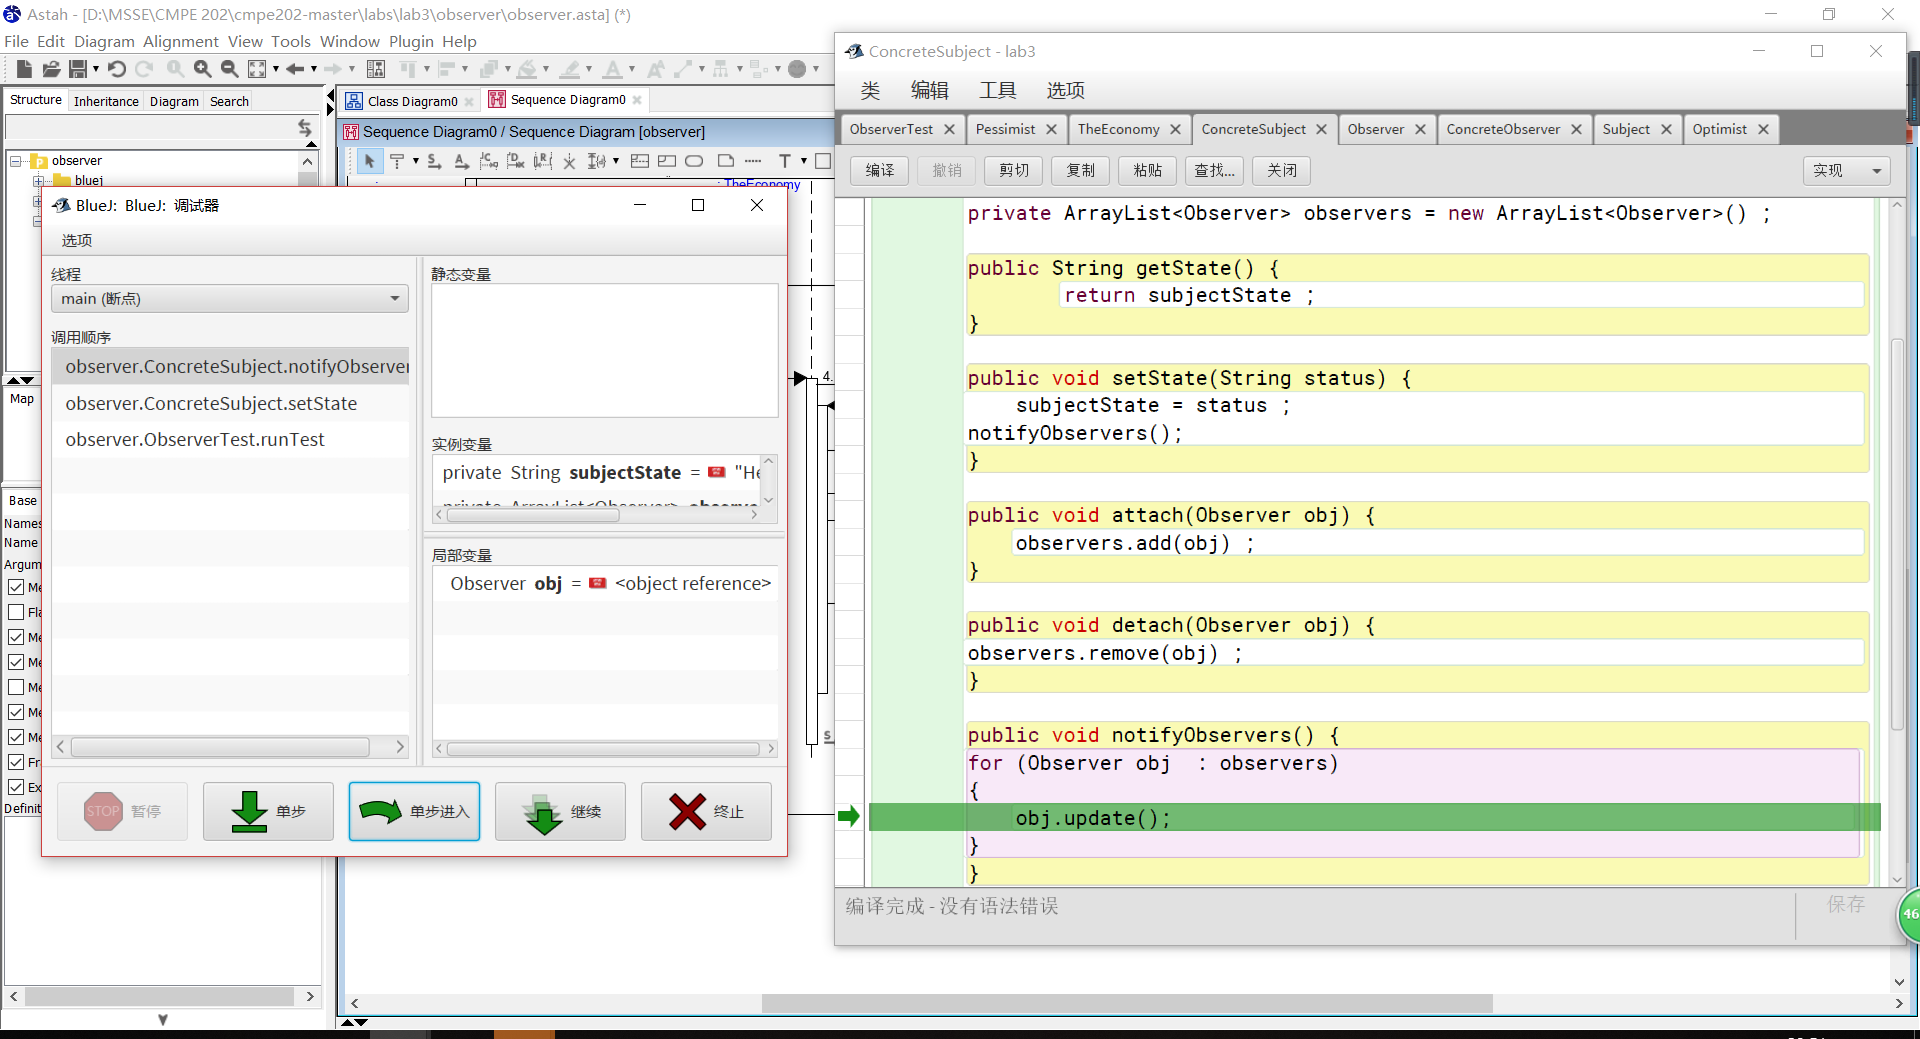 Astah - [D:\MSSE\CMPE 202\cmpe202-master\labs\lab3\observer\observer.asta] (*)
File Edit Diagram Alignment View Tools Window Plugin Help
Structure Inheritance Diagram Search
Class Diagram0 Sequence Diagram0
Sequence Diagram0 / Sequence Diagram [observer]
observer
bluej
: TheEconomy
4.
S
Map
Base
Names
Name
Argum
Me
Fla
Me
Me
Me
Me
Me
Fra
Ex
Definit
BlueJ: BlueJ: 调试器
选项
线程
main (断点)
调用顺序
observer.ConcreteSubject.notifyObserver
observer.ConcreteSubject.setState
observer.ObserverTest.runTest
静态变量
实例变量
private String subjectState = "He
private ArrayList<Observer> observe
局部变量
Observer obj = <object reference>
STOP 暂停
单步
单步进入
继续
终止
ConcreteSubject - lab3
类 编辑 工具 选项
ObserverTest Pessimist TheEconomy ConcreteSubject Observer ConcreteObserver Subject Optimist
编译 撤销 剪切 复制 粘贴 查找... 关闭 实现
private ArrayList<Observer> observers = new ArrayList<Observer>() ;
public String getState() {
return subjectState ;
}
public void setState(String status) {
subjectState = status ;
notifyObservers();
}
public void attach(Observer obj) {
observers.add(obj) ;
}
public void detach(Observer obj) {
observers.remove(obj) ;
}
public void notifyObservers() {
for (Observer obj : observers)
{
obj.update();
}
}
编译完成 - 没有语法错误
保存
46